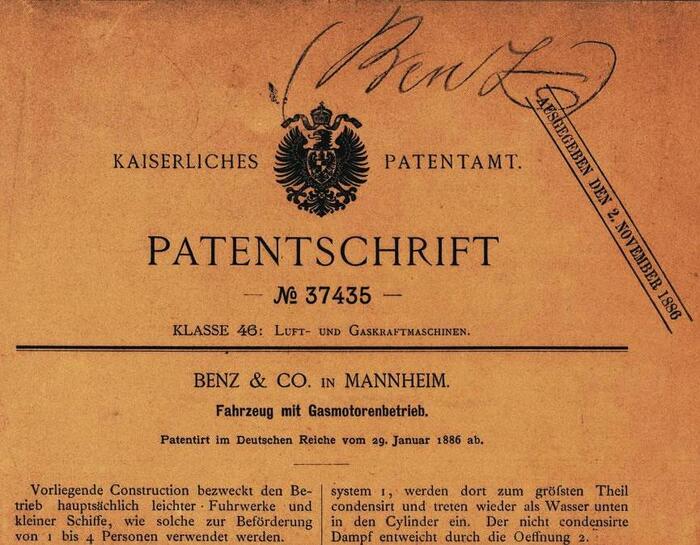 (Benz)
AUSGEGEBEN DEN 2. NOVEMBER 1886
KAISERLICHES PATENTAMT.
PATENTSCHRIFT
— № 37435 —
KLASSE 46: LUFT- UND GASKRAFTMASCHINEN.
BENZ & CO. IN MANNHEIM.
Fahrzeug mit Gasmotorenbetrieb.
Patentirt im Deutschen Reiche vom 29. Januar 1886 ab.
Vorliegende Construction bezweckt den Be-
trieb hauptsächlich leichter Fuhrwerke und
kleiner Schiffe, wie solche zur Beförderung
von 1 bis 4 Personen verwendet werden.
system 1, werden dort zum größten Theil
condensirt und treten wieder als Wasser unten
in den Cylinder ein. Der nicht condensirte
Dampf entweicht durch die Oeffnung 2.